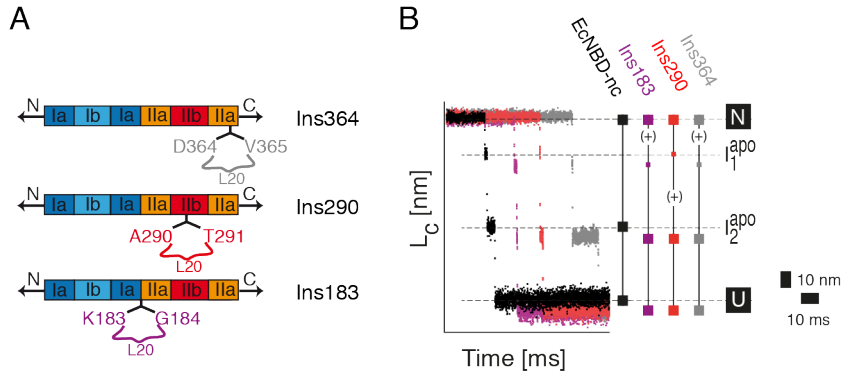 A
N Ia Ib Ia IIa IIb IIa C Ins364
D364 V365
L20
N Ia Ib Ia IIa IIb IIa C Ins290
A290 T291
L20
N Ia Ib Ia IIa IIb IIa C Ins183
K183 G184
L20
B
EcNBD-nc Ins183 Ins290 Ins364
N
(+) (+)
I1apo
(+)
I2apo
U
LC [nm]
Time [ms]
10 nm
10 ms